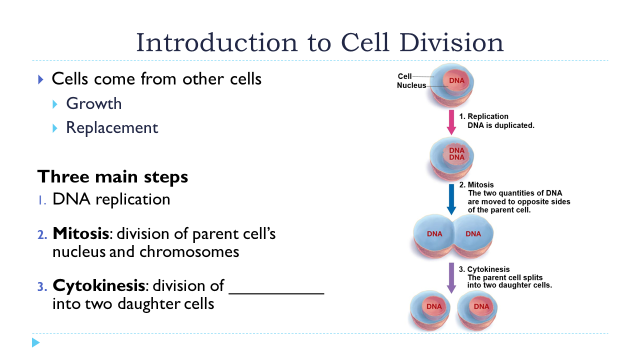 Introduction to Cell Division
Cells come from other cells
Growth
Replacement
Three main steps
1. DNA replication
2. Mitosis: division of parent cell's
nucleus and chromosomes
3. Cytokinesis: division of __________
into two daughter cells
Cell
Nucleus
DNA
1. Replication
DNA is duplicated.
DNA
DNA
2. Mitosis
The two quantities of DNA
are moved to opposite sides
of the parent cell.
DNA DNA
3. Cytokinesis
The parent cell splits
into two daughter cells.
DNA DNA